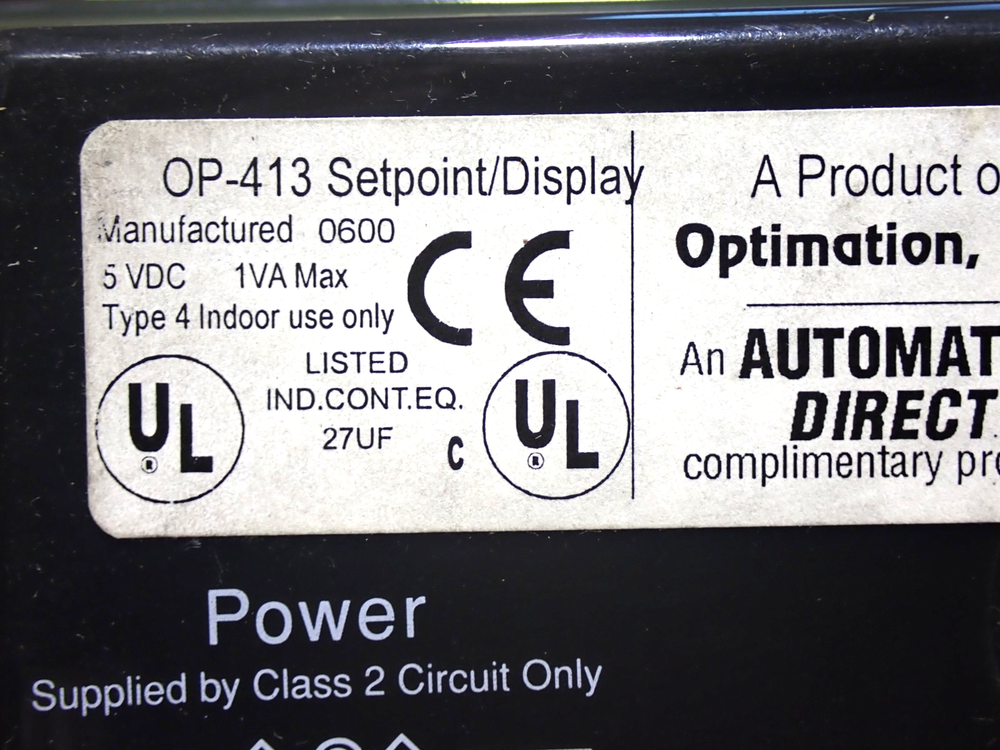 OP-413 Setpoint/Display
Manufactured 0600
5 VDC 1VA Max
Type 4 Indoor use only
CE
LISTED
IND.CONT.EQ.
27UF
UL
®
C UL
®
A Product o
Optimation,
An AUTOMAT
DIRECT
complimentary pro
Power
Supplied by Class 2 Circuit Only